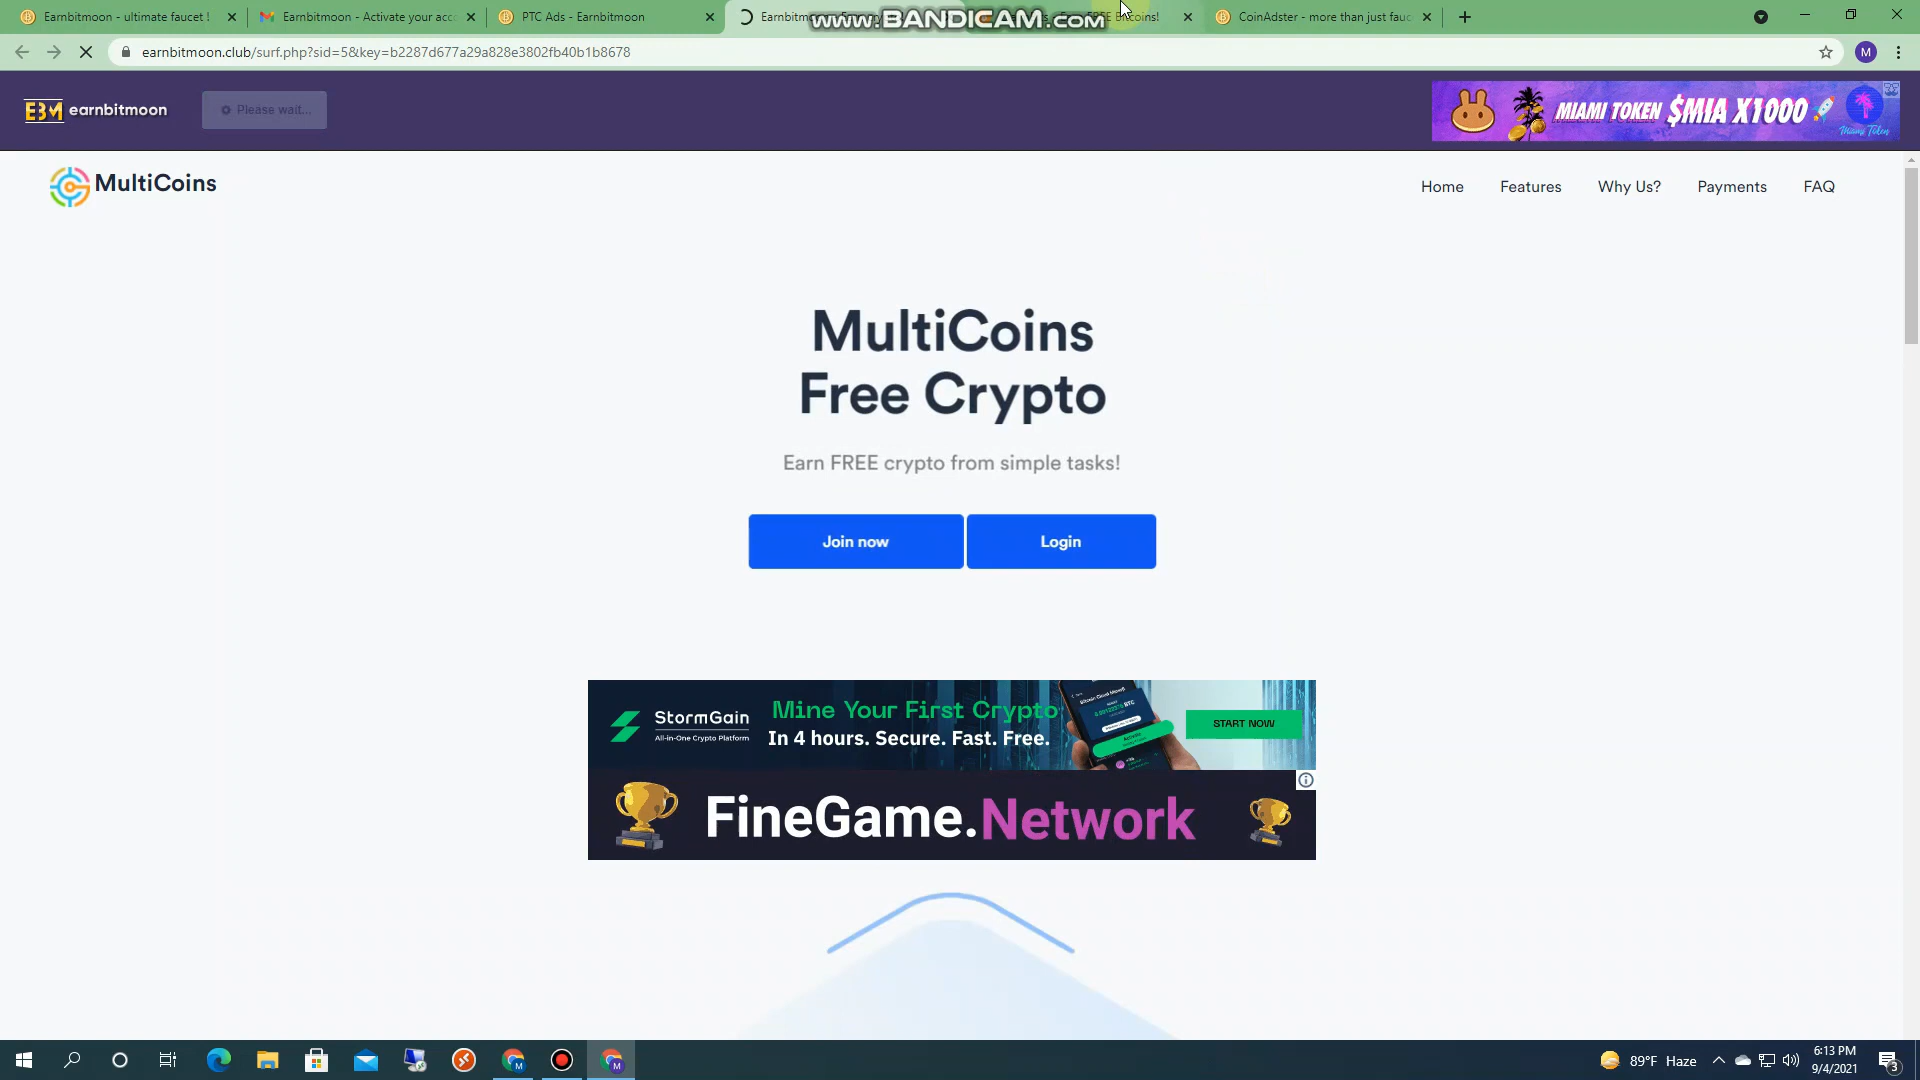 Earnbitmoon - ultimate faucet !
Earnbitmoon - Activate your acc
PTC Ads - Earnbitmoon
Earnbitm
www.BANDICAM.com
CoinAdster - more than just fauc
earnbitmoon.club/surf.php?sid=5&key=b2287d677a29a828e3802fb40b1b8678
M
EBM earnbitmoon
Please wait...
MIAMI TOKEN $MIA X1000
Miami Token
MultiCoins
Home
Features
Why Us?
Payments
FAQ
MultiCoins
Free Crypto
Earn FREE crypto from simple tasks!
Join now
Login
StormGain
All-in-One Crypto Platform
Mine Your First Crypto
In 4 hours. Secure. Fast. Free.
START NOW
FineGame.Network
89°F Haze
6:13 PM
9/4/2021
3